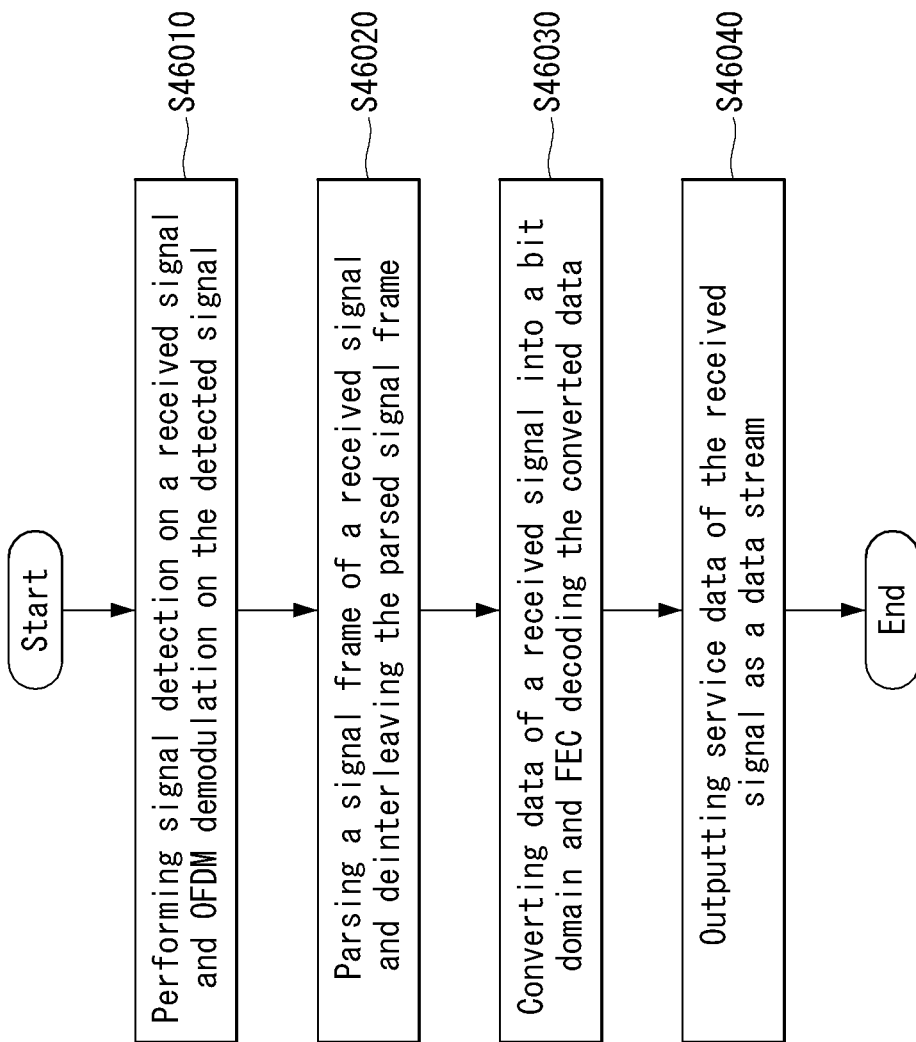 Start
Performing signal detection on a received signal
and OFDM demodulation on the detected signal
S46010
Parsing a signal frame of a received signal
and deinterleaving the parsed signal frame
S46020
Converting data of a received signal into a bit
domain and FEC decoding the converted data
S46030
Outputting service data of the received
signal as a data stream
S46040
End